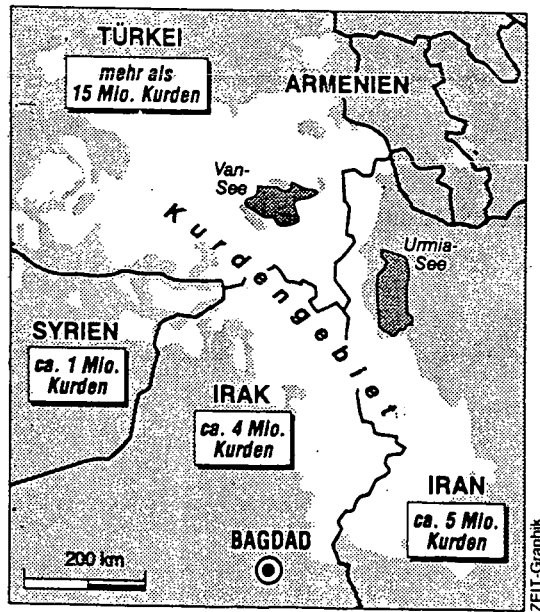 TÜRKEI
mehr als
15 Mio. Kurden
ARMENIEN
Van-
See
Urmia-
See
Kurdengebiet
SYRIEN
ca. 1 Mio.
Kurden
IRAK
ca. 4 Mio.
Kurden
IRAN
ca. 5 Mio.
Kurden
BAGDAD
200 km
ZEIT-Graphik